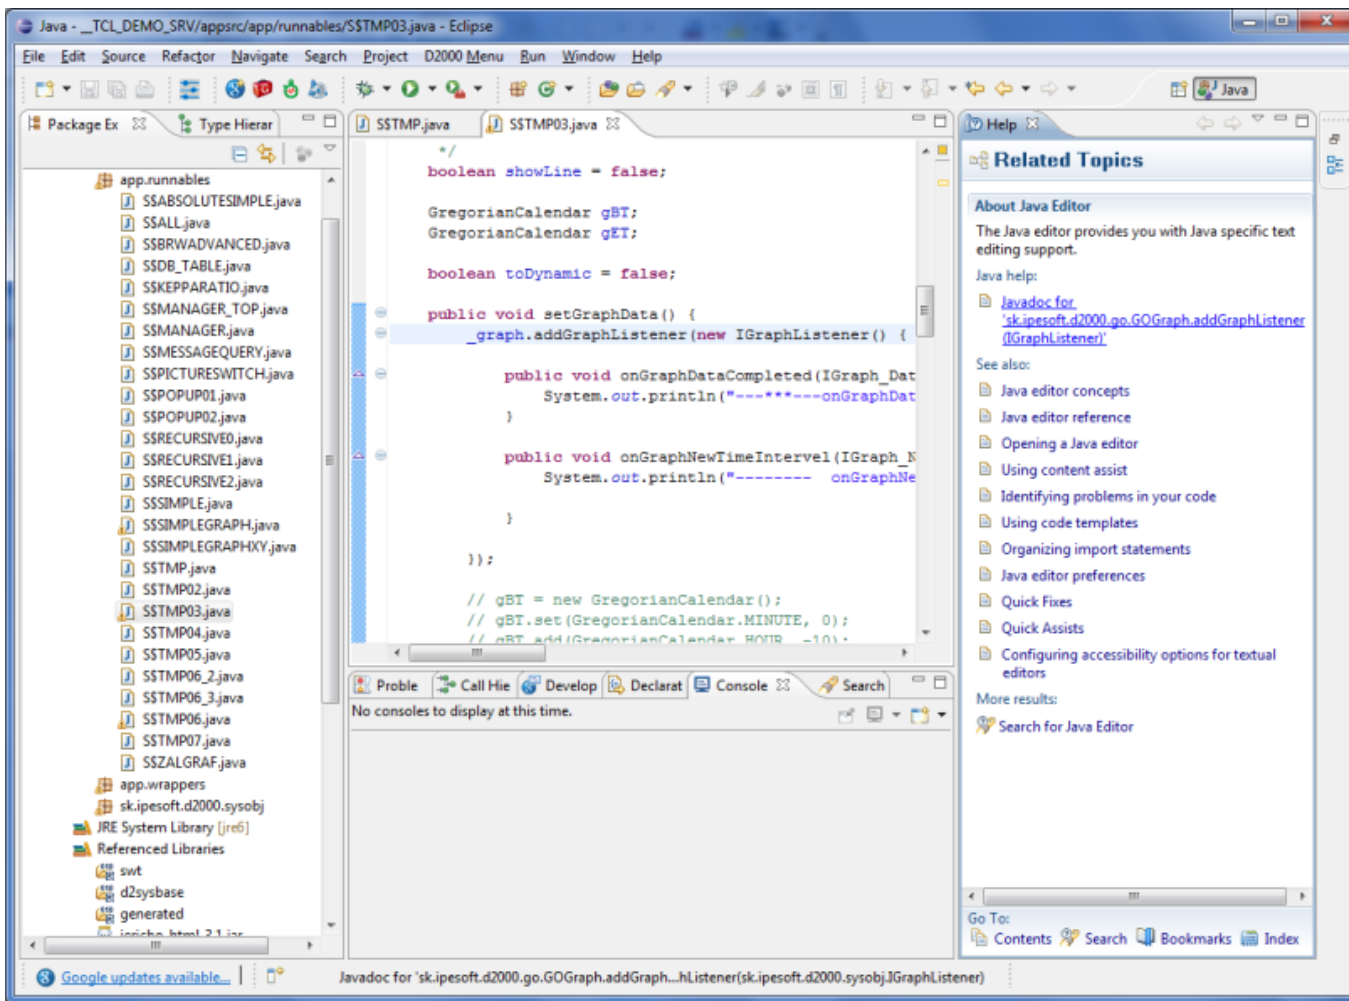 Java - __TCL_DEMO_SRV/appsrc/app/runnables/S$TMP03.java - Eclipse
File Edit Source Refactor Navigate Search Project D2000 Menu Run Window Help
Java
Package Ex
Type Hierar
app.runnables
S$ABSOLUTESIMPLE.java
S$ALL.java
S$BRWADVANCED.java
S$DB_TABLE.java
S$KEPPARATIO.java
S$MANAGER_TOP.java
S$MANAGER.java
S$MESSAGEQUERY.java
S$PICTURESWITCH.java
S$POPUP01.java
S$POPUP02.java
S$RECURSIVE0.java
S$RECURSIVE1.java
S$RECURSIVE2.java
S$SIMPLE.java
S$SIMPLEGRAPH.java
S$SIMPLEGRAPHXY.java
S$TMP.java
S$TMP02.java
S$TMP03.java
S$TMP04.java
S$TMP05.java
S$TMP06_2.java
S$TMP06_3.java
S$TMP06.java
S$TMP07.java
S$ZALGRAF.java
app.wrappers
sk.ipesoft.d2000.sysobj
JRE System Library [jre6]
Referenced Libraries
swt
d2sysbase
generated
jericho-html-3.1.jar
S$TMP.java
S$TMP03.java
*/
boolean showLine = false;
GregorianCalendar gBT;
GregorianCalendar gET;
boolean toDynamic = false;
public void setGraphData() {
_graph.addGraphListener(new IGraphListener() {
public void onGraphDataCompleted(IGraph_Dat
System.out.println("---***---onGraphDat
}
public void onGraphNewTimeIntervel(IGraph_N
System.out.println("-------- onGraphNe
}
});
// gBT = new GregorianCalendar();
// gBT.set(GregorianCalendar.MINUTE, 0);
// gBT.add(GregorianCalendar.HOUR, -10);
Proble
Call Hie
Develop
Declarat
Console
Search
No consoles to display at this time.
Help
Related Topics
About Java Editor
The Java editor provides you with Java specific text
editing support.
Java help:
Javadoc for
'sk.ipesoft.d2000.go.GOGraph.addGraphListener
(IGraphListener)'
See also:
Java editor concepts
Java editor reference
Opening a Java editor
Using content assist
Identifying problems in your code
Using code templates
Organizing import statements
Java editor preferences
Quick Fixes
Quick Assists
Configuring accessibility options for textual
editors
More results:
Search for Java Editor
Go To:
Contents Search Bookmarks Index
Google updates available...
Javadoc for 'sk.ipesoft.d2000.go.GOGraph.addGraph...hListener(sk.ipesoft.d2000.sysobj.IGraphListener)